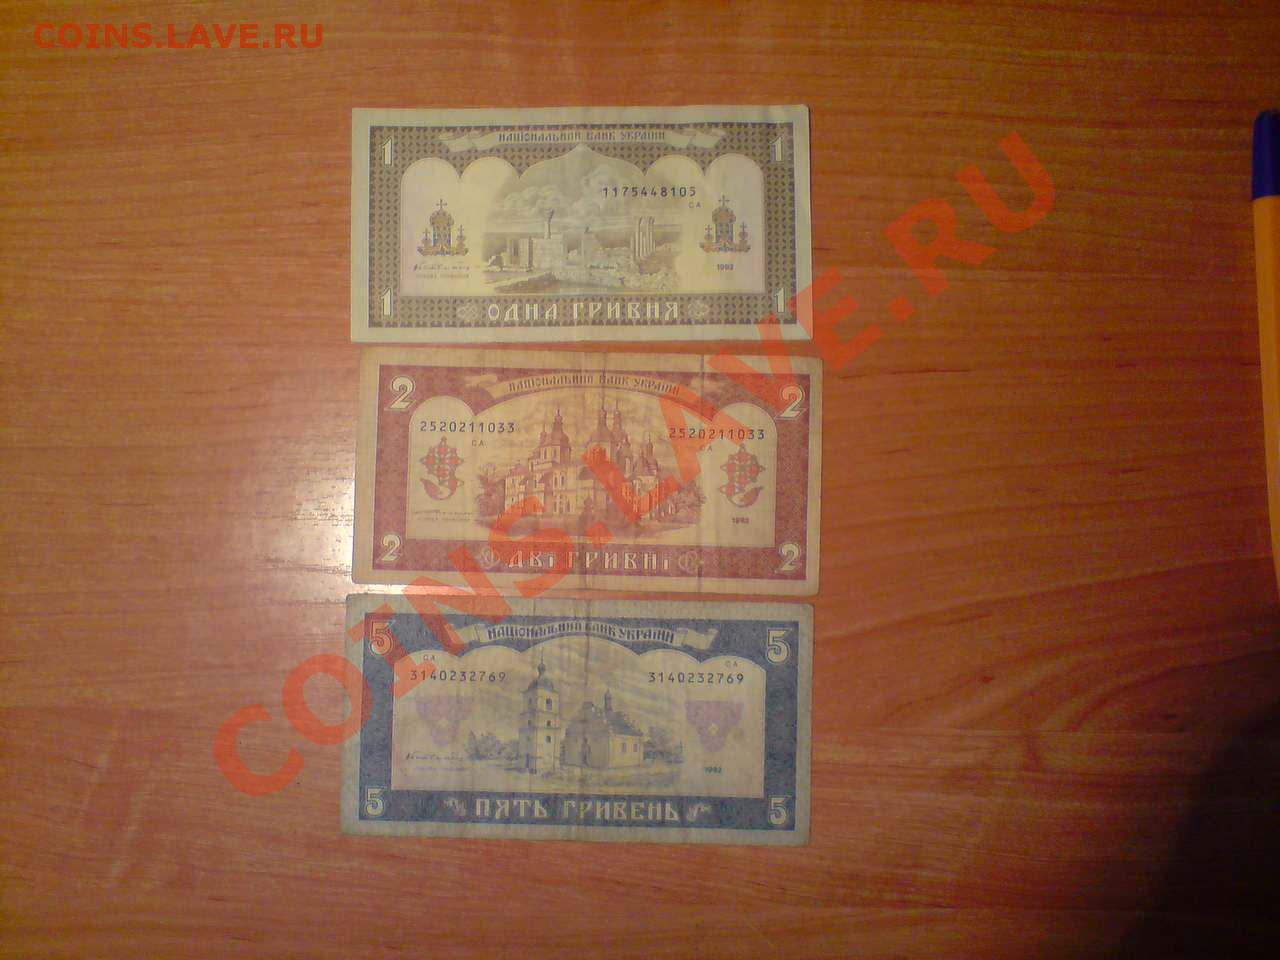 COINS.LAVE.RU
НАЦІОНАЛЬНИЙ БАНК УКРАЇНИ
1 1
1175448105
СА
1992
1 ОДНА ГРИВНЯ 1
НАЦІОНАЛЬНИЙ БАНК УКРАЇНИ
2 2
2520211033 2520211033
СА СА
1992
2 ДВІ ГРИВНІ 2
НАЦІОНАЛЬНИЙ БАНК УКРАЇНИ
5 5
СА СА
3140232769 3140232769
1992
5 ПЯТЬ ГРИВЕНЬ 5
COINS.LAVE.RU